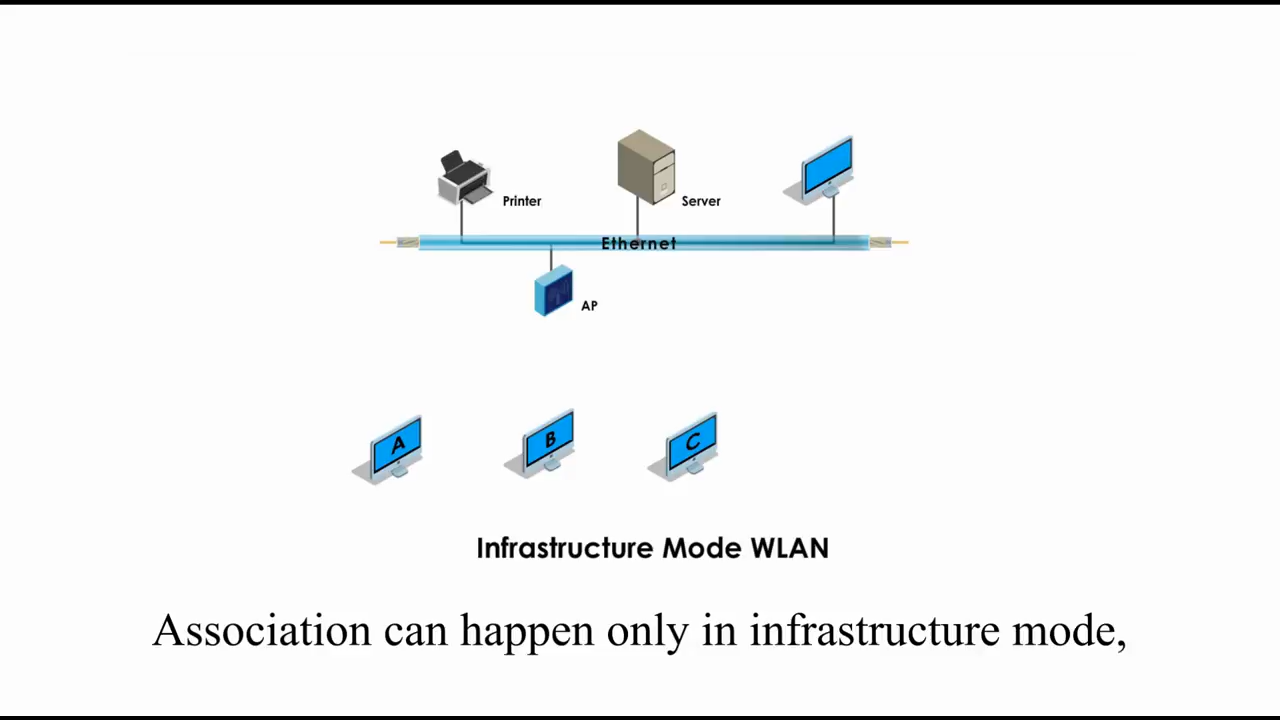 Printer
Server
Ethernet
AP
A
B
C
Infrastructure Mode WLAN
Association can happen only in infrastructure mode,